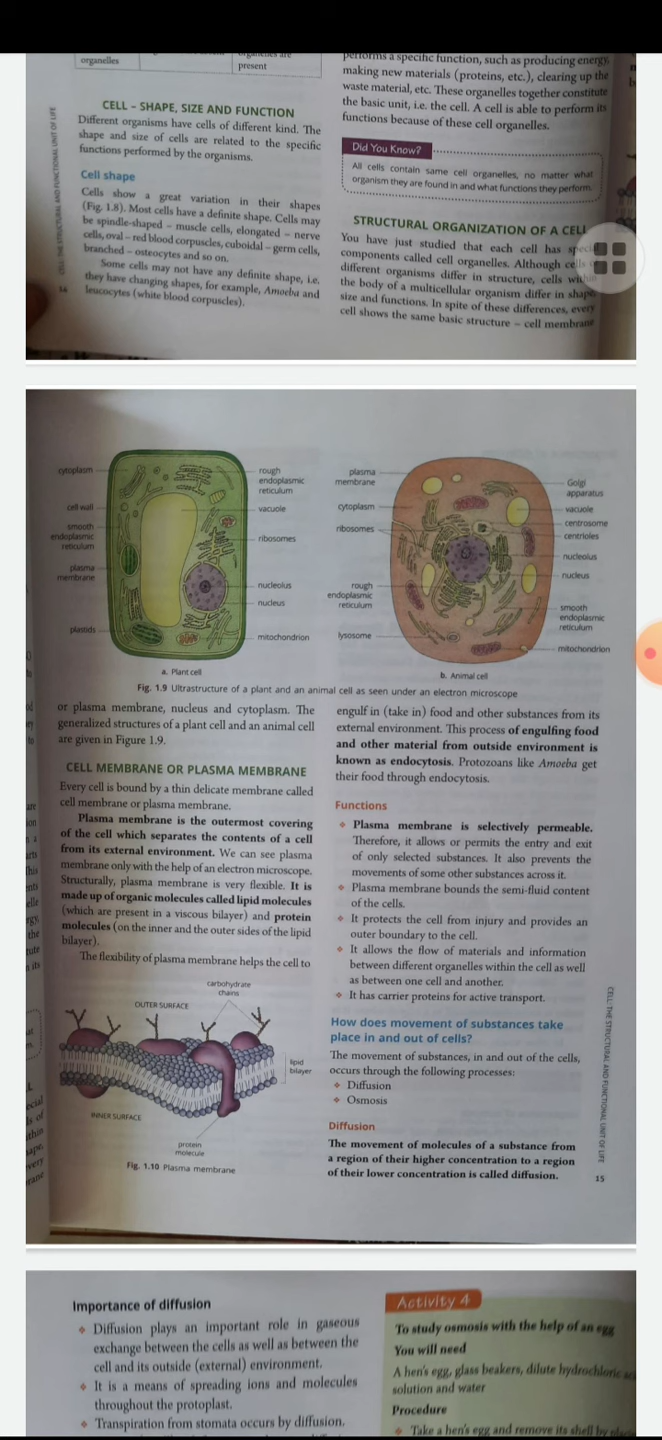 organelles
present
CELL – SHAPE, SIZE AND FUNCTION
Different organisms have cells of different kind. The
shape and size of cells are related to the specific
functions performed by the organisms.
Cell shape
Cells show a great variation in their shapes
(Fig. 1.8). Most cells have a definite shape. Cells may
be spindle-shaped – muscle cells, elongated – nerve
cells, oval – red blood corpuscles, cuboidal – germ cells,
branched – osteocytes and so on.
Some cells may not have any definite shape, i.e.
they have changing shapes, for example, Amoeba and
leucocytes (white blood corpuscles).
CELL: THE STRUCTURAL AND FUNCTIONAL UNIT OF LIFE
14
performs a specific function, such as producing energy,
making new materials (proteins, etc.), clearing up the
waste material, etc. These organelles together constitute
the basic unit, i.e. the cell. A cell is able to perform its
functions because of these cell organelles.
Did You Know?
All cells contain same cell organelles, no matter what
organism they are found in and what functions they perform.
STRUCTURAL ORGANIZATION OF A CELL
You have just studied that each cell has special
components called cell organelles. Although cells
different organisms differ in structure, cells within
the body of a multicellular organism differ in shape,
size and functions. In spite of these differences, every
cell shows the same basic structure – cell membrane
cytoplasm
cell wall
smooth
endoplasmic
reticulum
plasma
membrane
plastids
rough
endoplasmic
reticulum
vacuole
ribosomes
nucleolus
nucleus
mitochondrion
a. Plant cell
plasma
membrane
cytoplasm
ribosomes
rough
endoplasmic
reticulum
lysosome
Golgi
apparatus
vacuole
centrosome
centrioles
nucleolus
nucleus
smooth
endoplasmic
reticulum
mitochondrion
b. Animal cell
Fig. 1.9 Ultrastructure of a plant and an animal cell as seen under an electron microscope
or plasma membrane, nucleus and cytoplasm. The
generalized structures of a plant cell and an animal cell
are given in Figure 1.9.
CELL MEMBRANE OR PLASMA MEMBRANE
Every cell is bound by a thin delicate membrane called
cell membrane or plasma membrane.
Plasma membrane is the outermost covering
of the cell which separates the contents of a cell
from its external environment. We can see plasma
membrane only with the help of an electron microscope.
Structurally, plasma membrane is very flexible. It is
made up of organic molecules called lipid molecules
(which are present in a viscous bilayer) and protein
molecules (on the inner and the outer sides of the lipid
bilayer).
The flexibility of plasma membrane helps the cell to
carbohydrate
chains
OUTER SURFACE
lipid
bilayer
INNER SURFACE
protein
molecule
Fig. 1.10 Plasma membrane
engulf in (take in) food and other substances from its
external environment. This process of engulfing food
and other material from outside environment is
known as endocytosis. Protozoans like Amoeba get
their food through endocytosis.
Functions
❖ Plasma membrane is selectively permeable.
Therefore, it allows or permits the entry and exit
of only selected substances. It also prevents the
movements of some other substances across it.
❖ Plasma membrane bounds the semi-fluid content
of the cells.
❖ It protects the cell from injury and provides an
outer boundary to the cell.
❖ It allows the flow of materials and information
between different organelles within the cell as well
as between one cell and another.
❖ It has carrier proteins for active transport.
How does movement of substances take
place in and out of cells?
The movement of substances, in and out of the cells,
occurs through the following processes:
❖ Diffusion
❖ Osmosis
Diffusion
The movement of molecules of a substance from
a region of their higher concentration to a region
of their lower concentration is called diffusion.
CELL: THE STRUCTURAL AND FUNCTIONAL UNIT OF LIFE
15
Importance of diffusion
❖ Diffusion plays an important role in gaseous
exchange between the cells as well as between the
cell and its outside (external) environment.
❖ It is a means of spreading ions and molecules
throughout the protoplast.
❖ Transpiration from stomata occurs by diffusion.
Activity 4
To study osmosis with the help of an egg
You will need
A hen's egg, glass beakers, dilute hydrochloric
solution and water
Procedure
❖ Take a hen's egg and remove its shell by